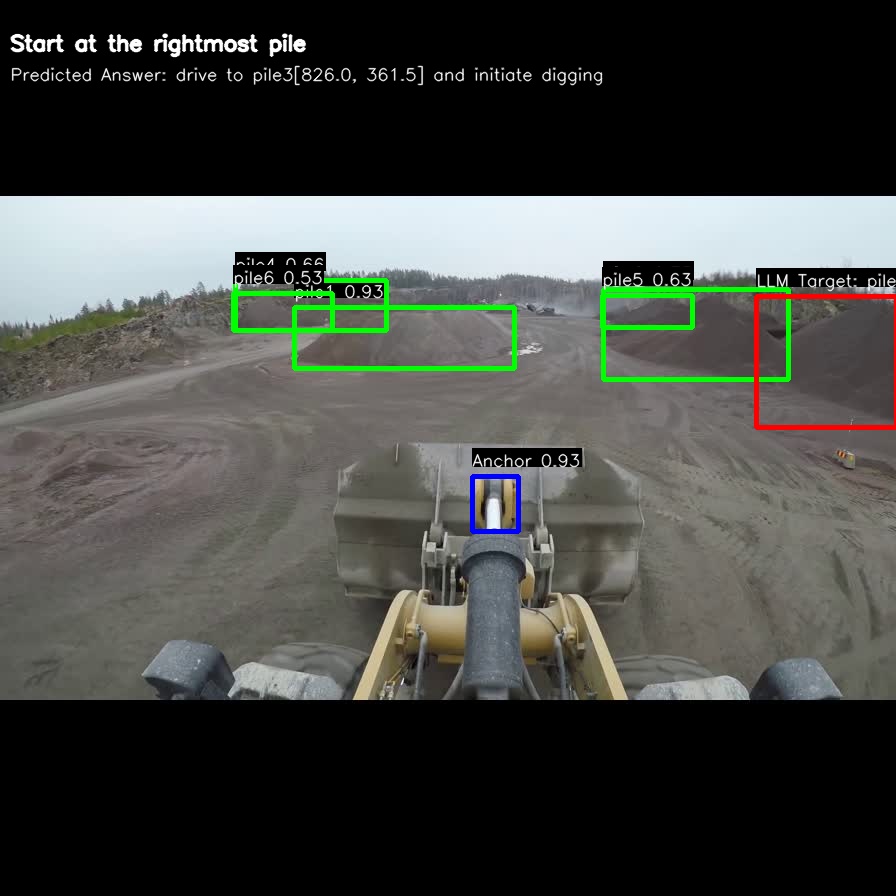 Start at the rightmost pile
Predicted Answer: drive to pile3[826.0, 361.5] and initiate digging
pile4 0.66
pile6 0.53
pile1 0.93
pile5 0.63
LLM Target: pile
Anchor 0.93